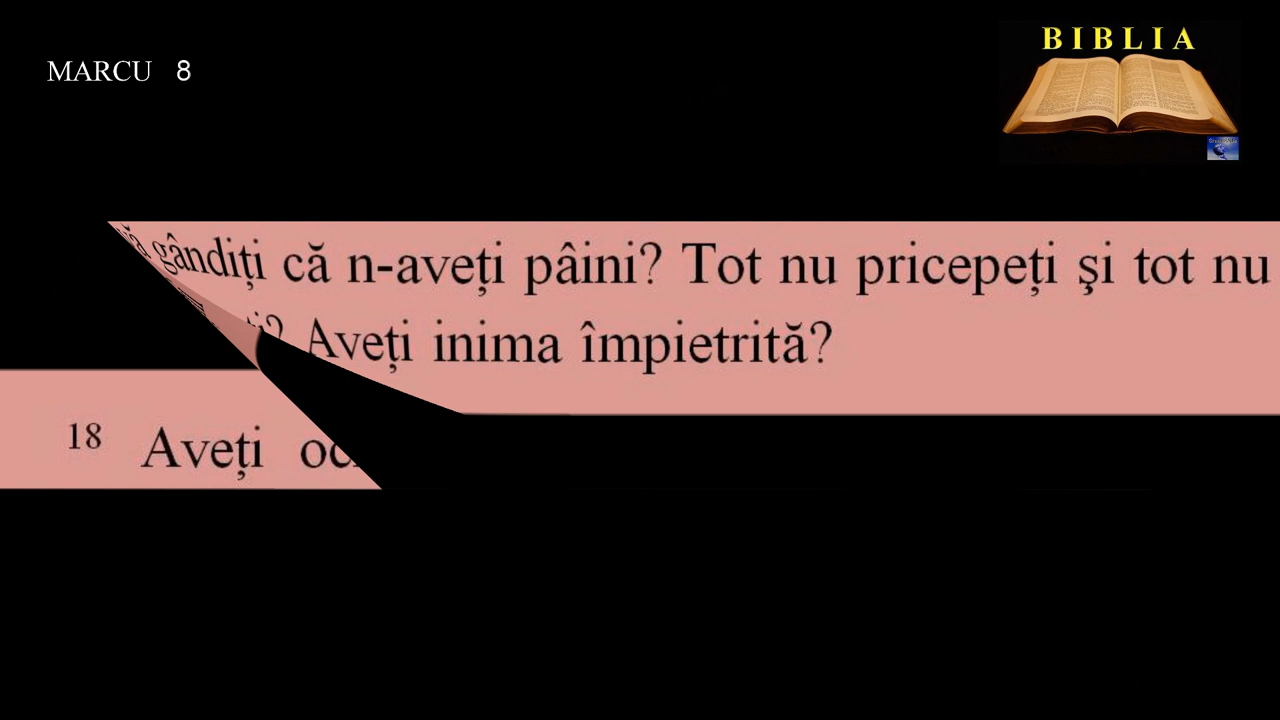 BIBLIA
MARCU 8
gândiți că n-aveți pâini? Tot nu pricepeți şi tot nu
Aveți inima împietrită?
18 Aveți